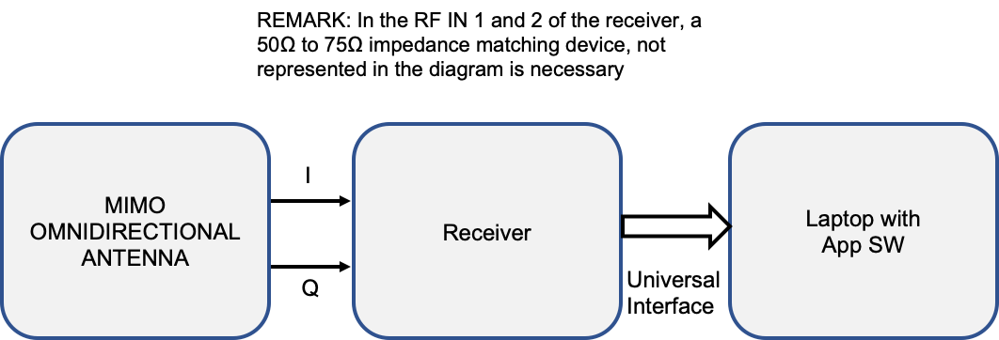 REMARK: In the RF IN 1 and 2 of the receiver, a
50Ω to 75Ω impedance matching device, not
represented in the diagram is necessary
I
MIMO
OMNIDIRECTIONAL
ANTENNA
Receiver
Laptop with
App SW
Q
Universal
Interface